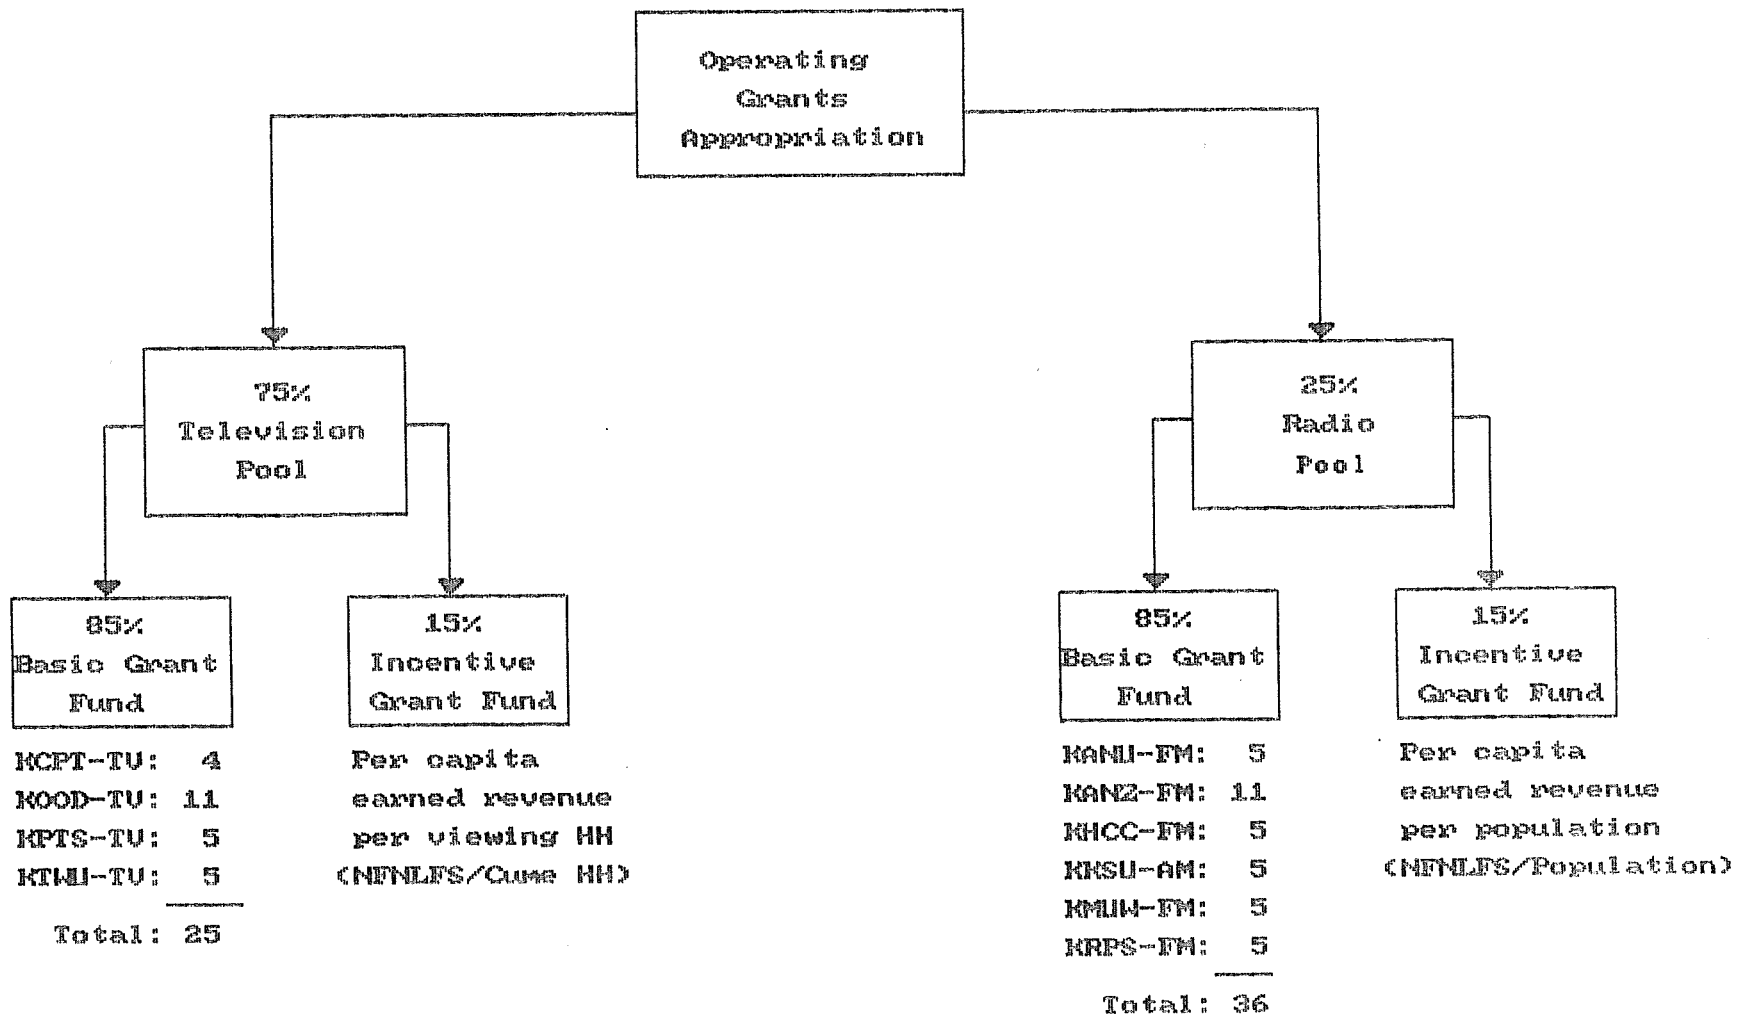 Operating
Grants
Appropriation
75%
Television
Pool
85%
Basic Grant
Fund
KCPT-TV: 4
KOOD-TV: 11
KPTS-TV: 5
KTWU-TV: 5
Total: 25
15%
Incentive
Grant Fund
Per capita
earned revenue
per viewing HH
(NFNLFS/Cume HH)
25%
Radio
Pool
85%
Basic Grant
Fund
KANU-FM: 5
KANZ-FM: 11
KHCC-FM: 5
KKSU-AM: 5
KMUW-FM: 5
KRPS-FM: 5
Total: 36
15%
Incentive
Grant Fund
Per capita
earned revenue
per population
(NFNLFS/Population)